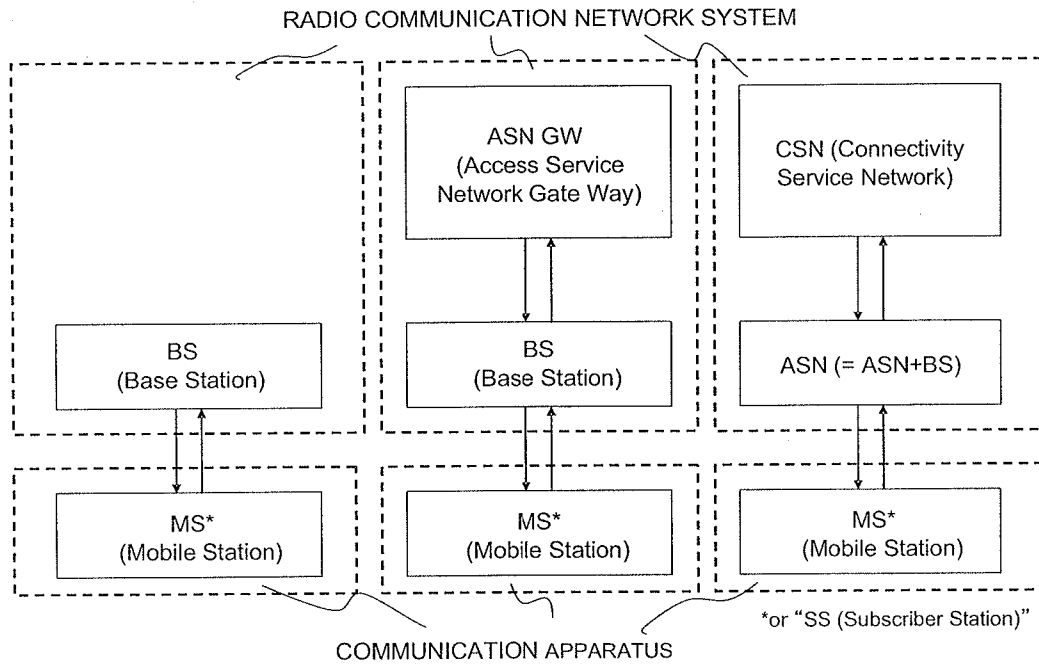 RADIO COMMUNICATION NETWORK SYSTEM
ASN GW
(Access Service
Network Gate Way)
CSN (Connectivity
Service Network)
BS
(Base Station)
BS
(Base Station)
ASN (= ASN+BS)
MS*
(Mobile Station)
MS*
(Mobile Station)
MS*
(Mobile Station)
*or “SS (Subscriber Station)”
COMMUNICATION APPARATUS